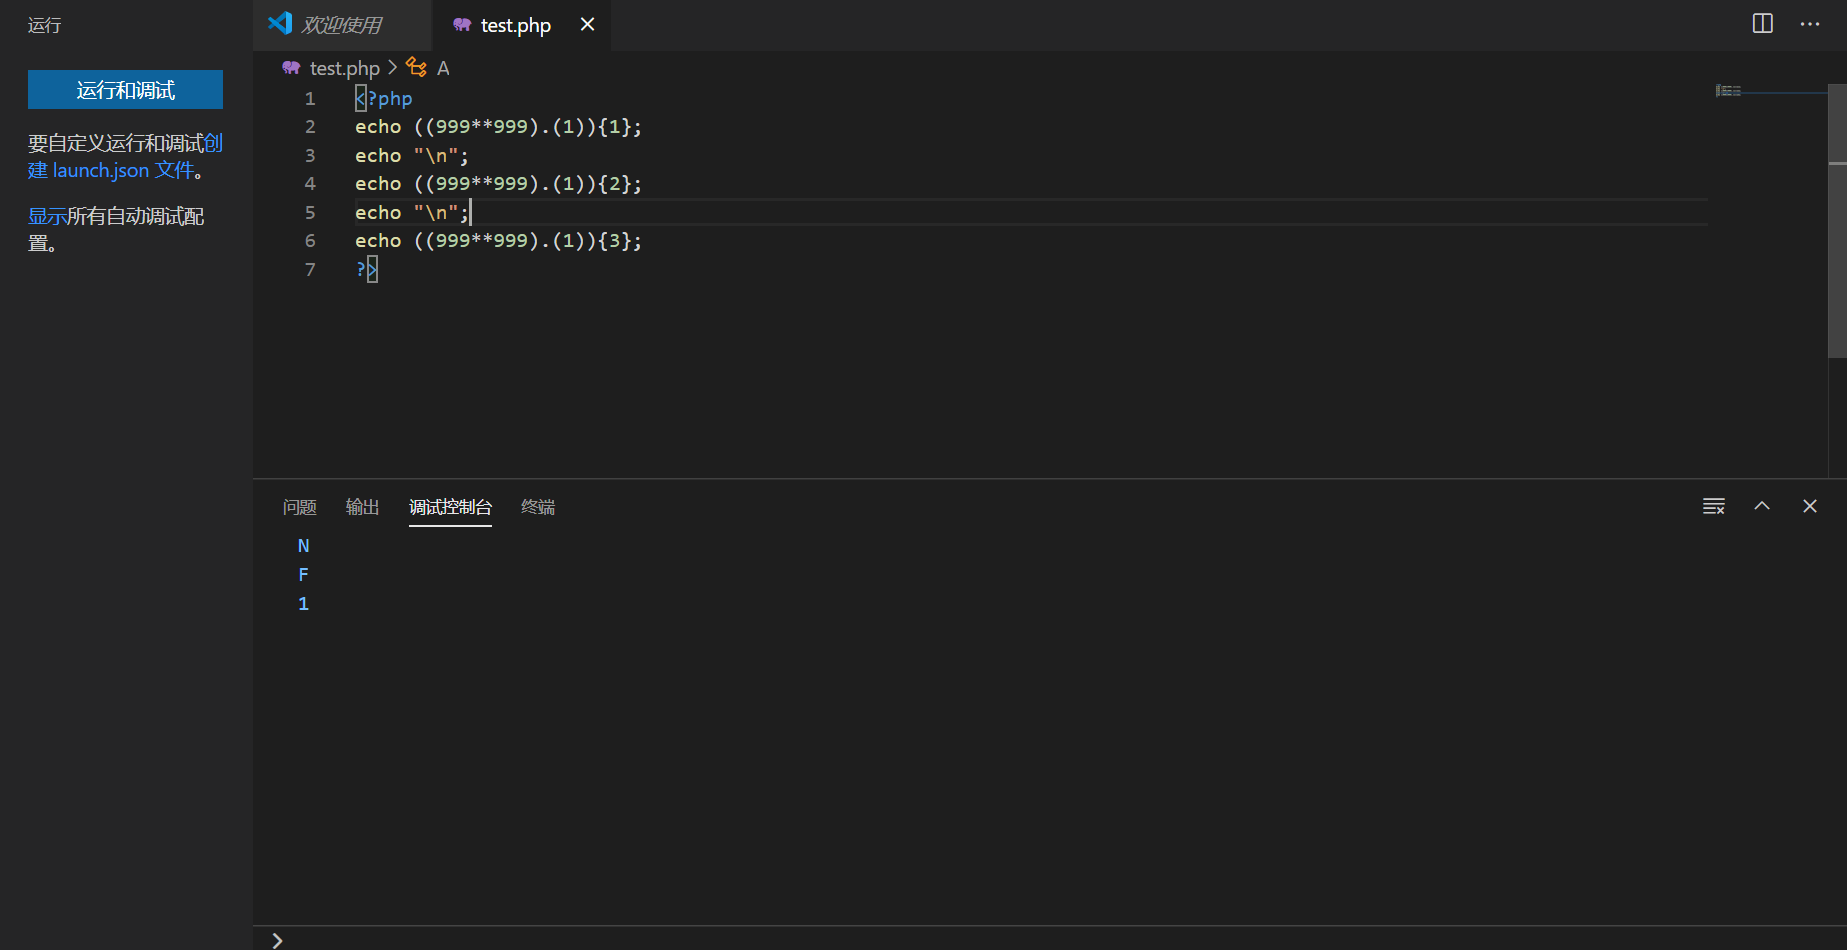 运行
运行和调试
要自定义运行和调试创
建 launch.json 文件。
显示所有自动调试配
置。
欢迎使用
test.php
test.php > A
1 <?php
2 echo ((999**999).(1)){1};
3 echo "\n";
4 echo ((999**999).(1)){2};
5 echo "\n";
6 echo ((999**999).(1)){3};
7 ?>
问题 输出 调试控制台 终端
N
F
1